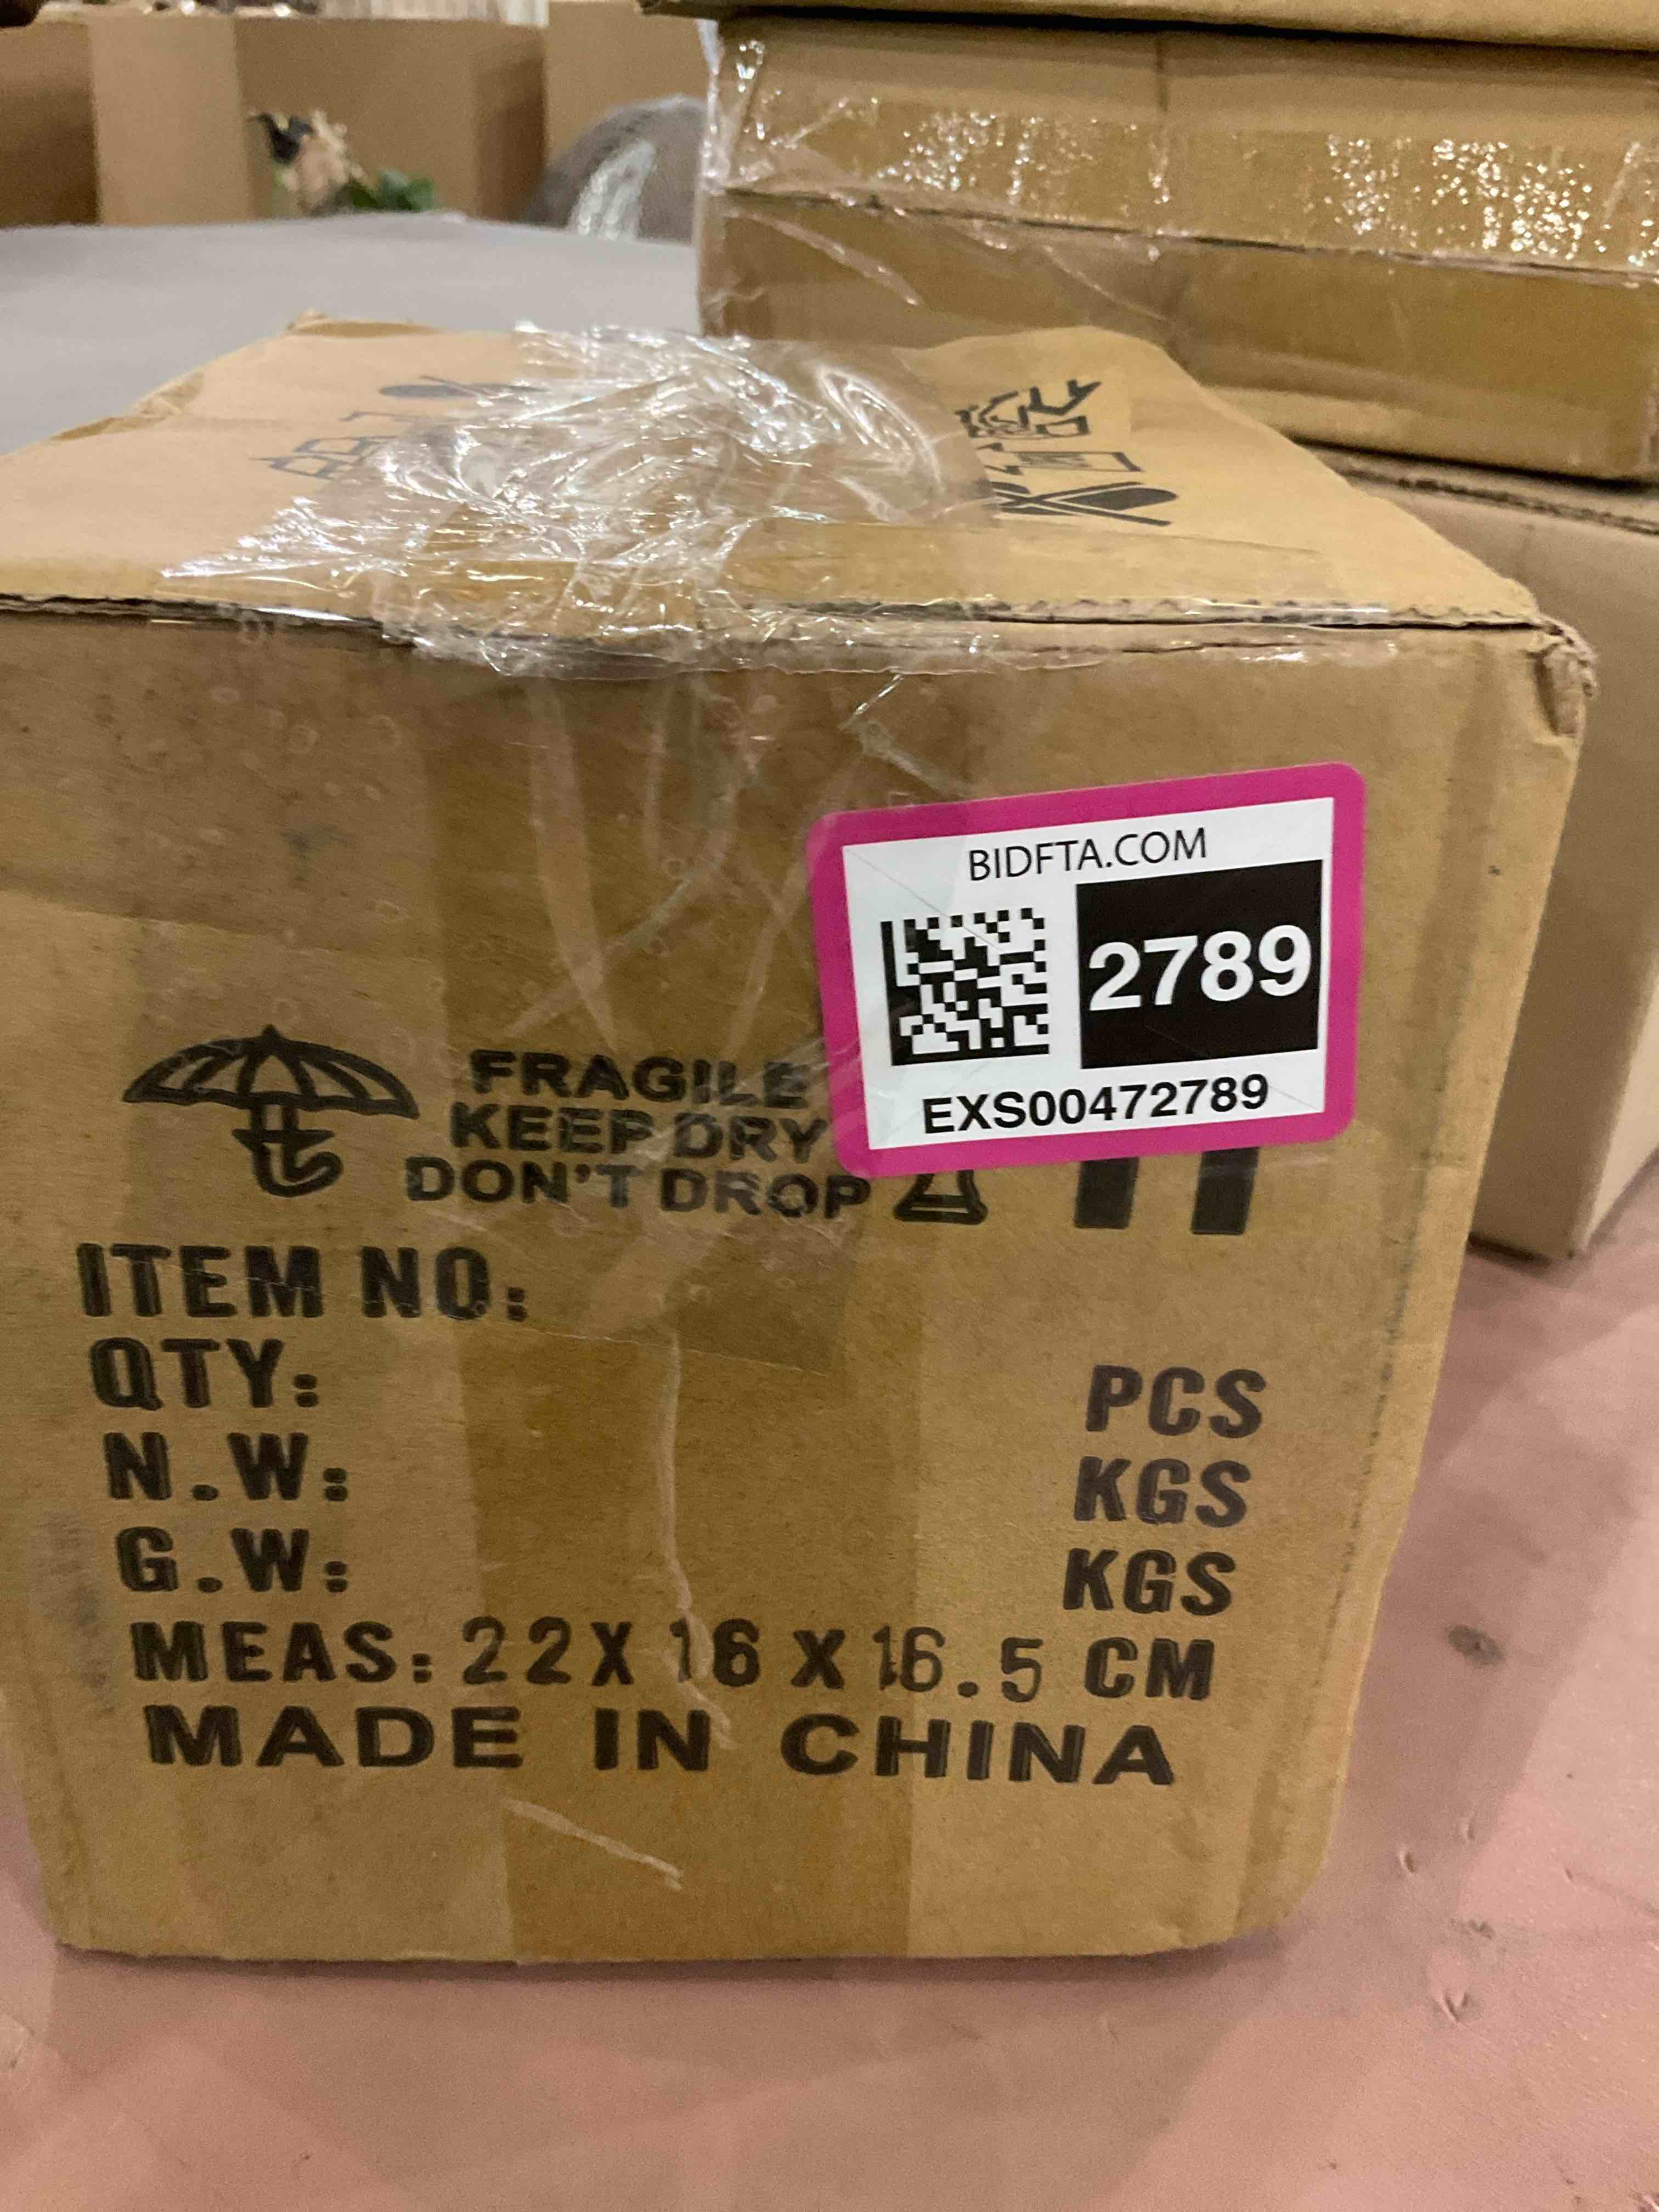 BIDFTA.COM
2789
EXS00472789
FRAGILE
KEEP DRY
DON'T DROP
ITEM NO:
QTY: PCS
N.W: KGS
G.W: KGS
MEAS: 22X 16 X 16.5 CM
MADE IN CHINA